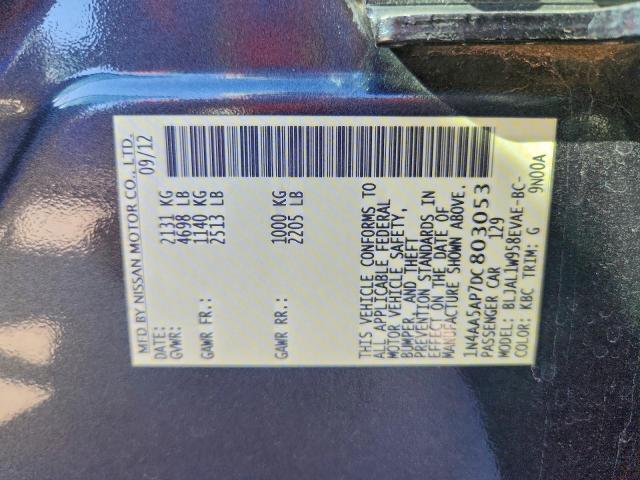 MFD BY NISSAN MOTOR CO., LTD.
09/12
GVWR: 2131 KG
4698 LB
GAWR FR.: 1140 KG
2513 LB
GAWR RR.: 1000 KG
2205 LB
THIS VEHICLE CONFORMS TO
ALL APPLICABLE FEDERAL
MOTOR VEHICLE SAFETY,
BUMPER, AND THEFT
PREVENTION STANDARDS IN
EFFECT ON THE DATE OF
MANUFACTURE SHOWN ABOVE.
1N4AA5AP7DC803053
PASSENGER CAR 129
MODEL: BLJAL1W958EVAE-BC-
COLOR: KBC TRIM: G 9N00A